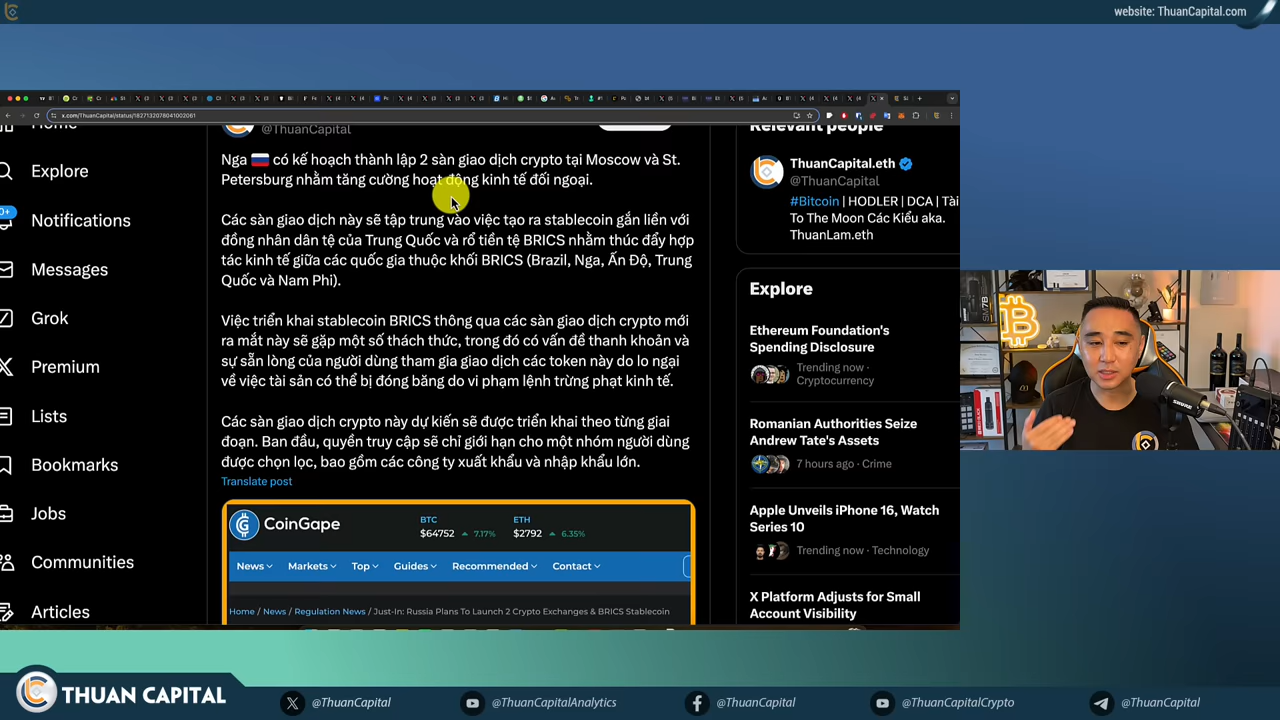 website: ThuanCapital.com
x.com/ThuanCapital/status/1827132078041002061
Home
@ThuanCapital
Relevant people
Explore
0+
Notifications
Messages
Grok
Premium
Lists
Bookmarks
Jobs
Communities
Articles
Nga 🇷🇺 có kế hoạch thành lập 2 sàn giao dịch crypto tại Moscow và St.
Petersburg nhằm tăng cường hoạt động kinh tế đối ngoại.
Các sàn giao dịch này sẽ tập trung vào việc tạo ra stablecoin gắn liền với
đồng nhân dân tệ của Trung Quốc và rổ tiền tệ BRICS nhằm thúc đẩy hợp
tác kinh tế giữa các quốc gia thuộc khối BRICS (Brazil, Nga, Ấn Độ, Trung
Quốc và Nam Phi).
Việc triển khai stablecoin BRICS thông qua các sàn giao dịch crypto mới
ra mắt này sẽ gặp một số thách thức, trong đó có vấn đề thanh khoản và
sự sẵn lòng của người dùng tham gia giao dịch các token này do lo ngại
về việc tài sản có thể bị đóng băng do vi phạm lệnh trừng phạt kinh tế.
Các sàn giao dịch crypto này dự kiến sẽ được triển khai theo từng giai
đoạn. Ban đầu, quyền truy cập sẽ chỉ giới hạn cho một nhóm người dùng
được chọn lọc, bao gồm các công ty xuất khẩu và nhập khẩu lớn.
Translate post
CoinGape
BTC
$64752 7.17%
ETH
$2792 6.35%
News Markets Top Guides Recommended Contact
Home / News / Regulation News / Just-In: Russia Plans To Launch 2 Crypto Exchanges & BRICS Stablecoin
ThuanCapital.eth
@ThuanCapital
#Bitcoin | HODLER | DCA | Tài
To The Moon Các Kiểu aka.
ThuanLam.eth
Explore
Ethereum Foundation's
Spending Disclosure
Trending now ·
Cryptocurrency
Romanian Authorities Seize
Andrew Tate's Assets
7 hours ago · Crime
Apple Unveils iPhone 16, Watch
Series 10
Trending now · Technology
X Platform Adjusts for Small
Account Visibility
SM7B
SHURE
THUAN CAPITAL
@ThuanCapital
@ThuanCapitalAnalytics
@ThuanCapital
@ThuanCapitalCrypto
@ThuanCapital